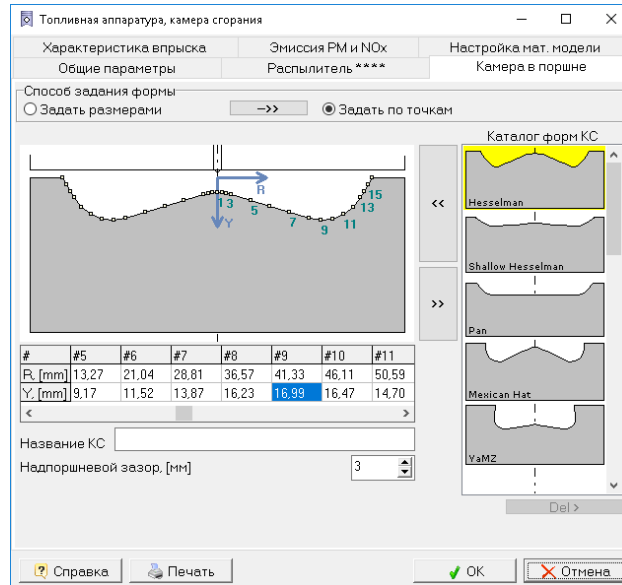 Топливная аппаратура, камера сгорания
Характеристика впрыска Эмиссия PM и NOx Настройка мат. модели
Общие параметры Распылитель **** Камера в поршне
Способ задания формы
Задать размерами -->> Задать по точкам
Каталог форм КС
R
Y
1 3 5 7 9 11 13 15
<<
>>
Hesselman
Shallow Hesselman
Pan
Mexican Hat
YaMZ
# #5 #6 #7 #8 #9 #10 #11
R, [mm] 13,27 21,04 28,81 36,57 41,33 46,11 50,59
Y, [mm] 9,17 11,52 13,87 16,23 16,99 16,47 14,70
Название КС
Надпоршневой зазор, [мм] 3
Del >
Справка Печать OK Отмена